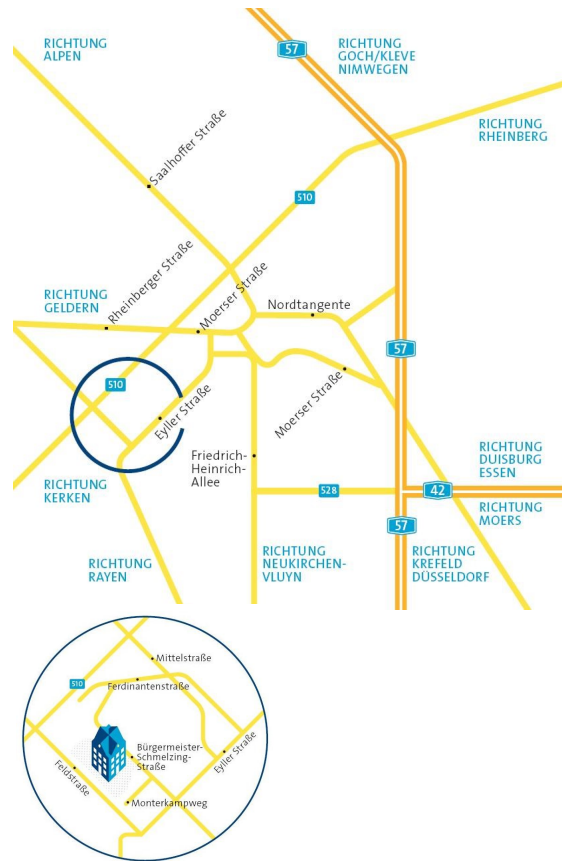 RICHTUNG
ALPEN
57
RICHTUNG
GOCH/KLEVE
NIMWEGEN
RICHTUNG
RHEINBERG
Saalhoffer Straße
510
Rheinberger Straße
Moerser Straße
Nordtangente
RICHTUNG
GELDERN
57
510
Eyller Straße
Moerser Straße
Friedrich-
Heinrich-
Allee
RICHTUNG
DUISBURG
ESSEN
RICHTUNG
KERKEN
528
42
RICHTUNG
MOERS
57
RICHTUNG
RAYEN
RICHTUNG
NEUKIRCHEN-
VLUYN
RICHTUNG
KREFELD
DÜSSELDORF
Mittelstraße
510
Ferdinantenstraße
Bürgermeister-
Schmelzing-
Straße
Eyller Straße
Feldstraße
Monterkampweg